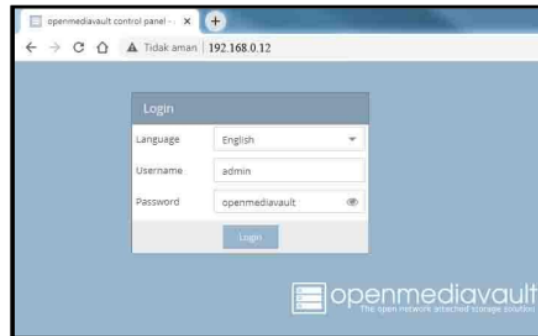 openmediavault control panel - .
Tidak aman 192.168.0.12
Login
Language English
Username admin
Password openmediavault
Login
openmediavault
The open network attached storage solution